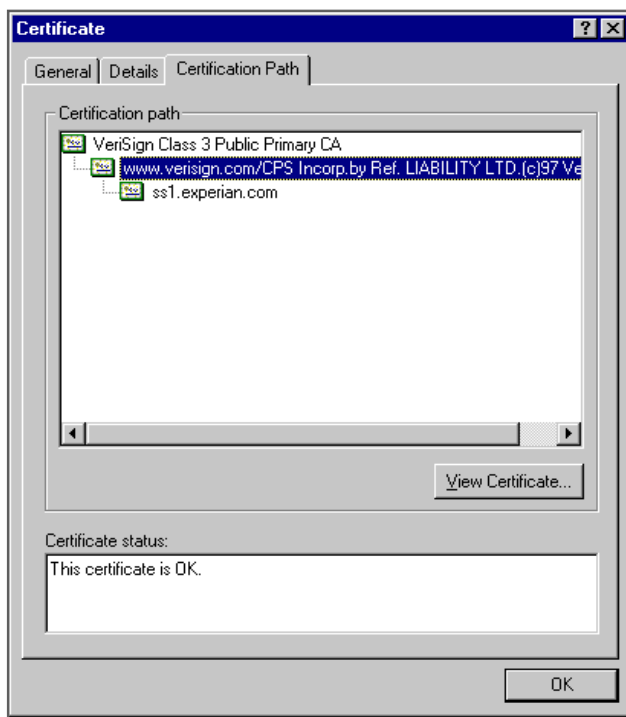 Certificate
General Details Certification Path
Certification path
VeriSign Class 3 Public Primary CA
www.verisign.com/CPS Incorp.by Ref. LIABILITY LTD.(c)97 Ve
ss1.experian.com
View Certificate...
Certificate status:
This certificate is OK.
OK